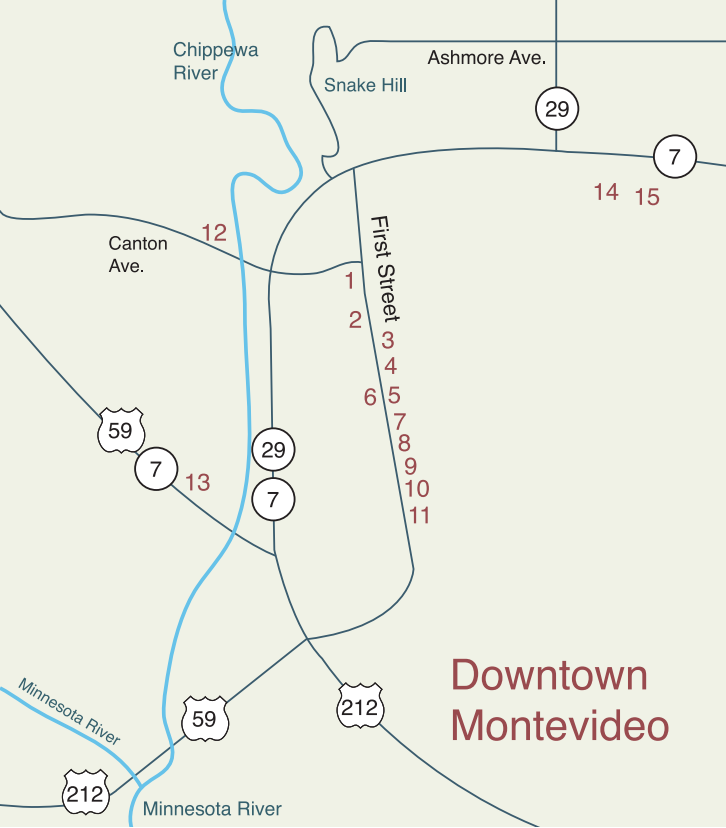 Chippewa
River
Ashmore Ave.
Snake Hill
29
7
14
15
First Street
12
Canton
Ave.
1
2
3
4
6
5
7
8
9
10
11
59
7
13
29
7
Downtown
Montevideo
Minnesota River
59
212
212
Minnesota River